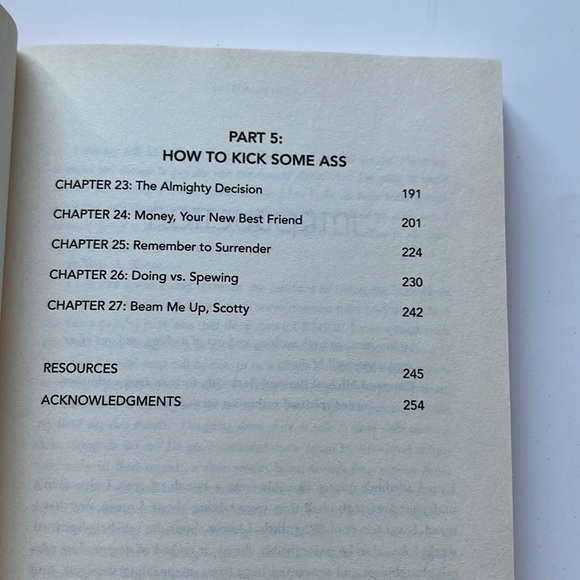 PART 5:
HOW TO KICK SOME ASS
CHAPTER 23: The Almighty Decision 191
CHAPTER 24: Money, Your New Best Friend 201
CHAPTER 25: Remember to Surrender 224
CHAPTER 26: Doing vs. Spewing 230
CHAPTER 27: Beam Me Up, Scotty 242
RESOURCES 245
ACKNOWLEDGMENTS 254